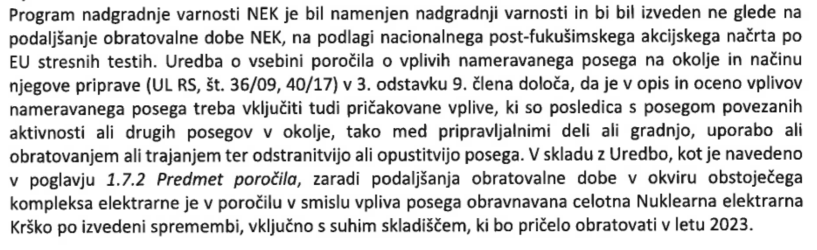 Program nadgradnje varnosti NEK je bil namenjen nadgradnji varnosti in bi bil izveden ne glede na
podaljšanje obratovalne dobe NEK, na podlagi nacionalnega post-fukušimskega akcijskega načrta po
EU stresnih testih. Uredba o vsebini poročila o vplivih nameravanega posega na okolje in načinu
njegove priprave (UL RS, št. 36/09, 40/17) v 3. odstavku 9. člena določa, da je v opis in oceno vplivov
nameravanega posega treba vključiti tudi pričakovane vplive, ki so posledica s posegom povezanih
aktivnosti ali drugih posegov v okolje, tako med pripravljalnimi deli ali gradnjo, uporabo ali
obratovanjem ali trajanjem ter odstranitvijo ali opustitvijo posega. V skladu z Uredbo, kot je navedeno
v poglavju 1.7.2 Predmet poročila, zaradi podaljšanja obratovalne dobe v okviru obstoječega
kompleksa elektrarne je v poročilu v smislu vpliva posega obravnavana celotna Nuklearna elektrarna
Krško po izvedeni spremembi, vključno s suhim skladiščem, ki bo pričelo obratovati v letu 2023.